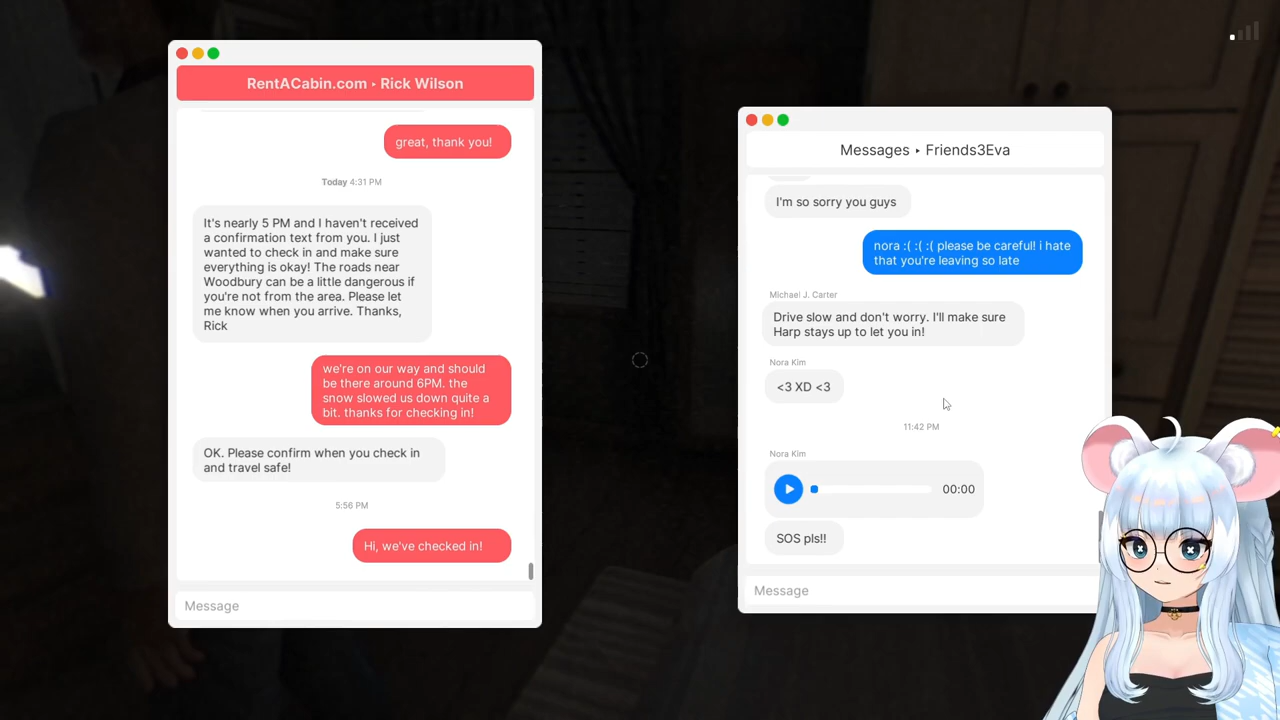 RentACabin.com ▸ Rick Wilson
great, thank you!
Today 4:31 PM
It's nearly 5 PM and I haven't received
a confirmation text from you. I just
wanted to check in and make sure
everything is okay! The roads near
Woodbury can be a little dangerous if
you're not from the area. Please let
me know when you arrive. Thanks,
Rick
we're on our way and should
be there around 6PM. the
snow slowed us down quite a
bit. thanks for checking in!
OK. Please confirm when you check in
and travel safe!
5:56 PM
Hi, we've checked in!
Message
Messages ▸ Friends3Eva
I'm so sorry you guys
nora :( :( :( please be careful! i hate
that you're leaving so late
Michael J. Carter
Drive slow and don't worry. I'll make sure
Harp stays up to let you in!
Nora Kim
<3 XD <3
11:42 PM
Nora Kim
00:00
SOS pls!!
Message